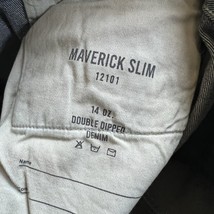 MAVERICK SLIM
12101
14 OZ.
DOUBLE DIPPED
DENIM